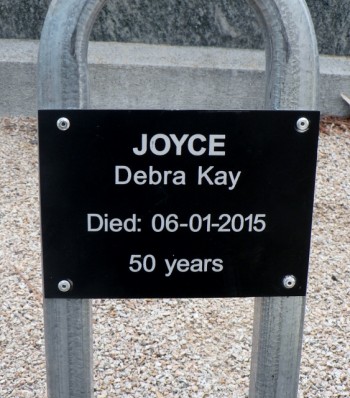 JOYCE
Debra Kay
Died: 06-01-2015
50 years